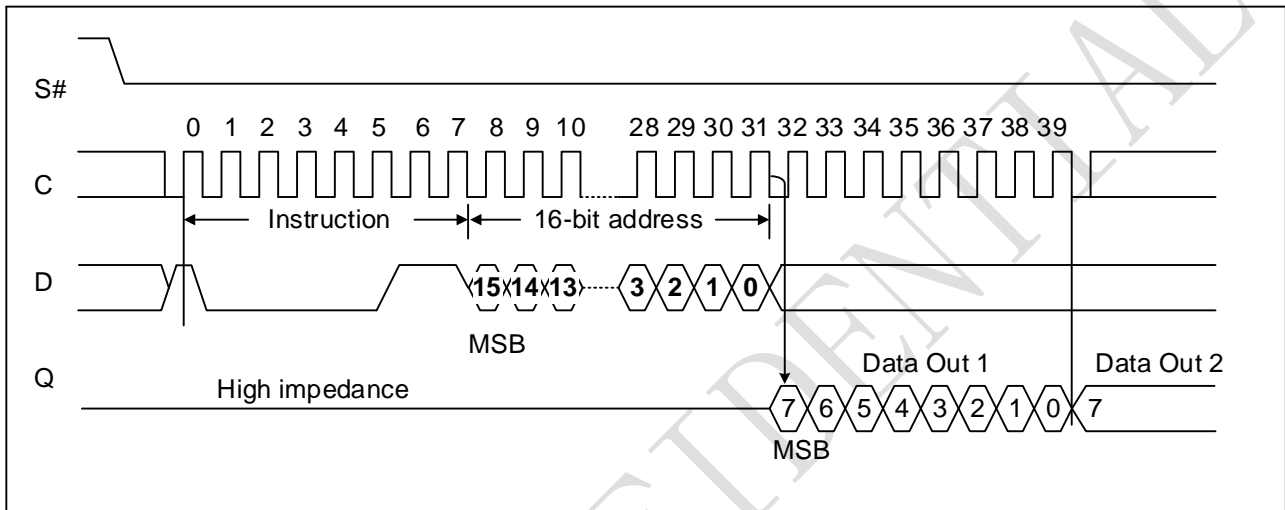 S#
0 1 2 3 4 5 6 7 8 9 10 28 29 30 31 32 33 34 35 36 37 38 39
C
Instruction 16-bit address
D
15 14 13 3 2 1 0
MSB
Q
High impedance
Data Out 1 Data Out 2
7 6 5 4 3 2 1 0 7
MSB